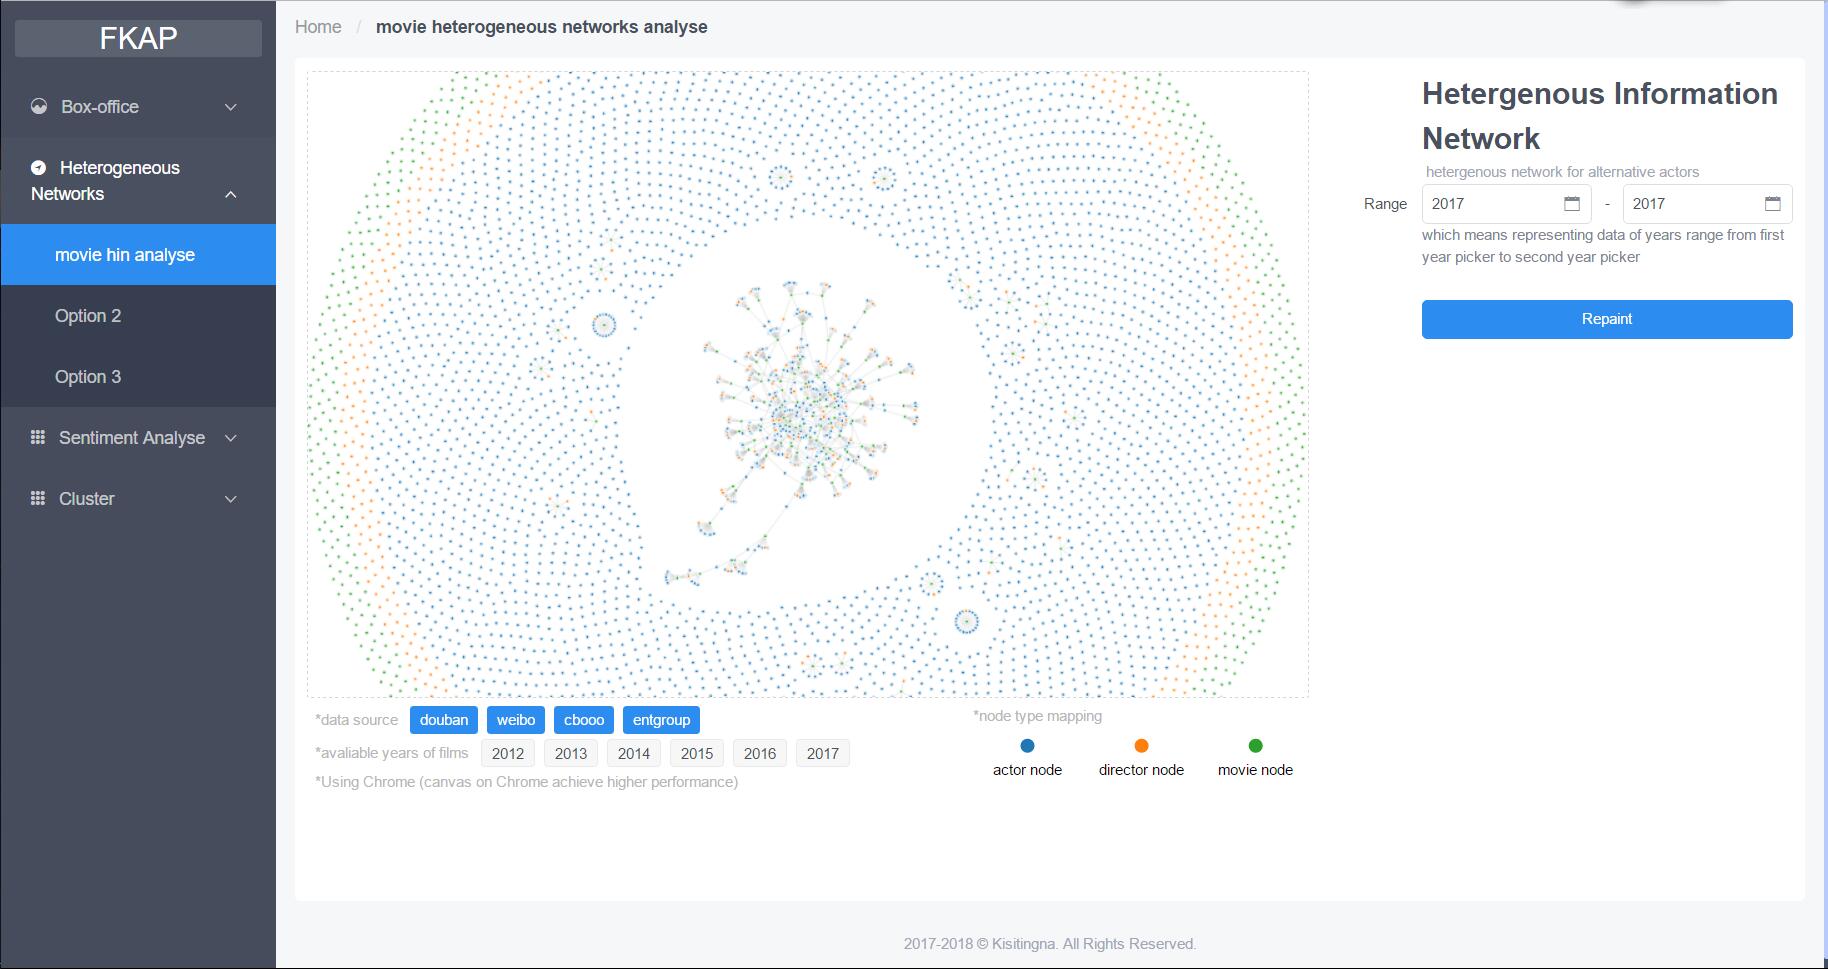 FKAP
Box-office
Heterogeneous
Networks
movie hin analyse
Option 2
Option 3
Sentiment Analyse
Cluster
Home / movie heterogeneous networks analyse
Hetergenous Information
Network
hetergenous network for alternative actors
Range 2017 - 2017
which means representing data of years range from first
year picker to second year picker
Repaint
*data source douban weibo cbooo entgroup
*avaliable years of films 2012 2013 2014 2015 2016 2017
*Using Chrome (canvas on Chrome achieve higher performance)
*node type mapping
actor node director node movie node
2017-2018 © Kisitingna. All Rights Reserved.